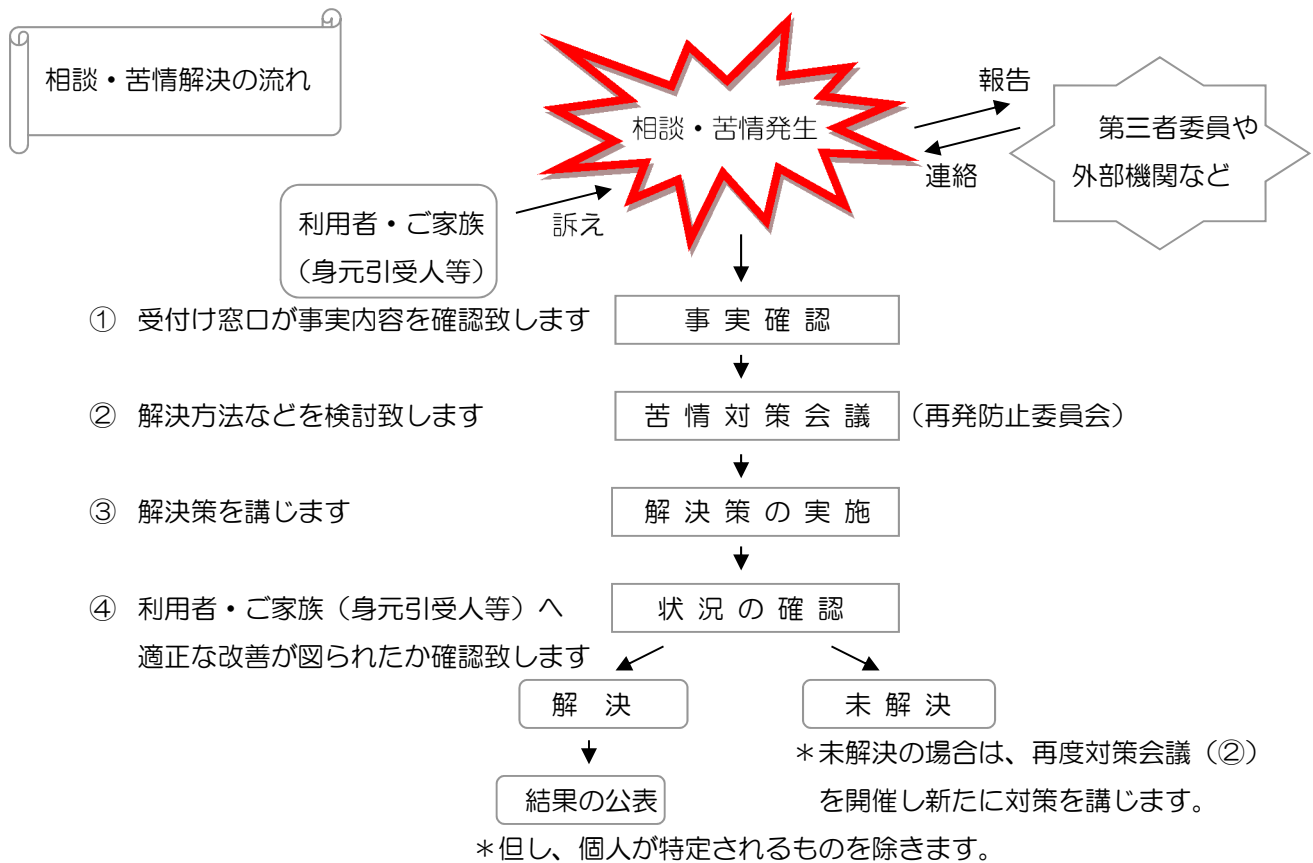 相談・苦情解決の流れ
相談・苦情発生
報告
連絡
第三者委員や
外部機関など
利用者・ご家族
（身元引受人等）
訴え
① 受付け窓口が事実内容を確認致します
事 実 確 認
② 解決方法などを検討致します
苦 情 対 策 会 議 （再発防止委員会）
③ 解決策を講じます
解 決 策 の 実 施
④ 利用者・ご家族（身元引受人等）へ
適正な改善が図られたか確認致します
状 況 の 確 認
解 決
未 解 決
結果の公表
＊未解決の場合は、再度対策会議（②）
を開催し新たに対策を講じます。
＊但し、個人が特定されるものを除きます。